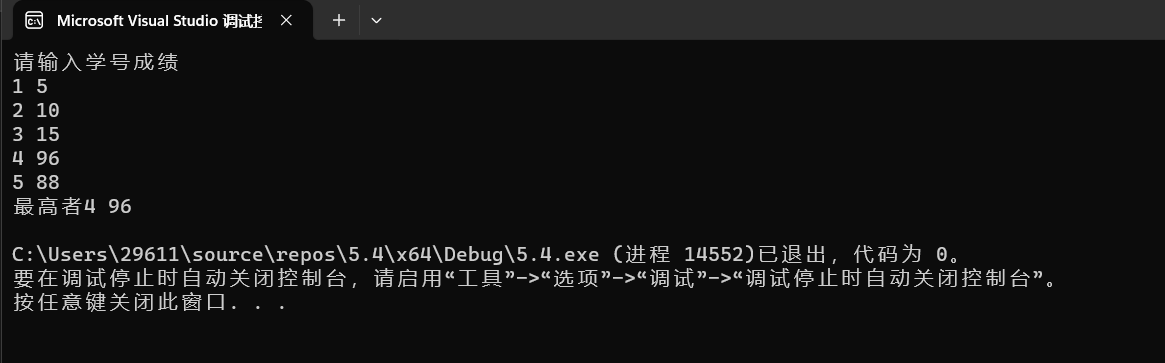 Microsoft Visual Studio 调试控
请输入学号成绩
1 5
2 10
3 15
4 96
5 88
最高者4 96
C:\Users\29611\source\repos\5.4\x64\Debug\5.4.exe (进程 14552)已退出，代码为 0。
要在调试停止时自动关闭控制台，请启用“工具”->“选项”->“调试”->“调试停止时自动关闭控制台”。
按任意键关闭此窗口. . .